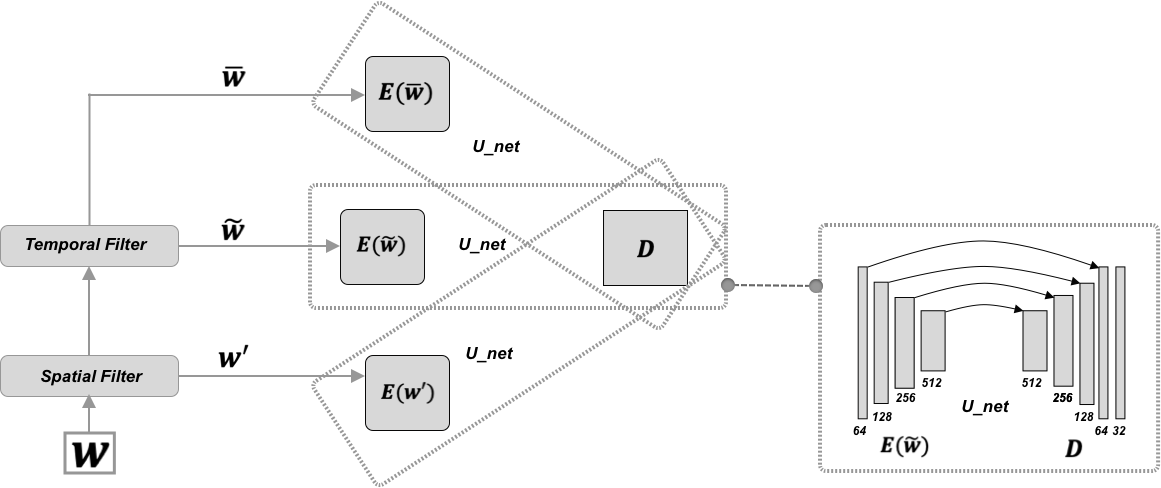 w̅
E(w̅)
U_net
Temporal Filter
w̃
E(w̃)
U_net
D
Spatial Filter
w′
E(w′)
U_net
w
512
512
256
256
128
128
64
64
32
U_net
E(w̃)
D